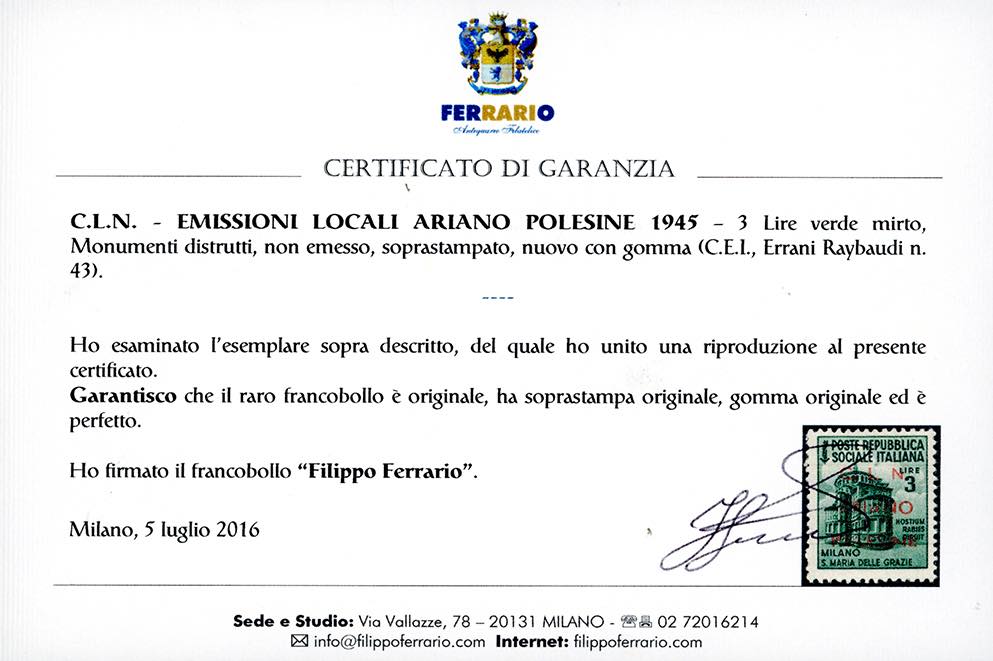 FERRARIO
Antiquario Filatelico
CERTIFICATO DI GARANZIA
C.L.N. - EMISSIONI LOCALI ARIANO POLESINE 1945 – 3 Lire verde mirto,
Monumenti distrutti, non emesso, soprastampato, nuovo con gomma (C.E.I., Errani Raybaudi n.
43).
----
Ho esaminato l'esemplare sopra descritto, del quale ho unito una riproduzione al presente
certificato.
Garantisco che il raro francobollo è originale, ha soprastampa originale, gomma originale ed è
perfetto.
Ho firmato il francobollo “Filippo Ferrario”.
Milano, 5 luglio 2016
POSTE REPUBBLICA
SOCIALE ITALIANA
LIRE
3
HOSTIUM
RABIES
DIRUIT
MILANO
S. MARIA DELLE GRAZIE
Sede e Studio: Via Vallazze, 78 – 20131 MILANO - 02 72016214
info@filippoferrario.com Internet: filippoferrario.com